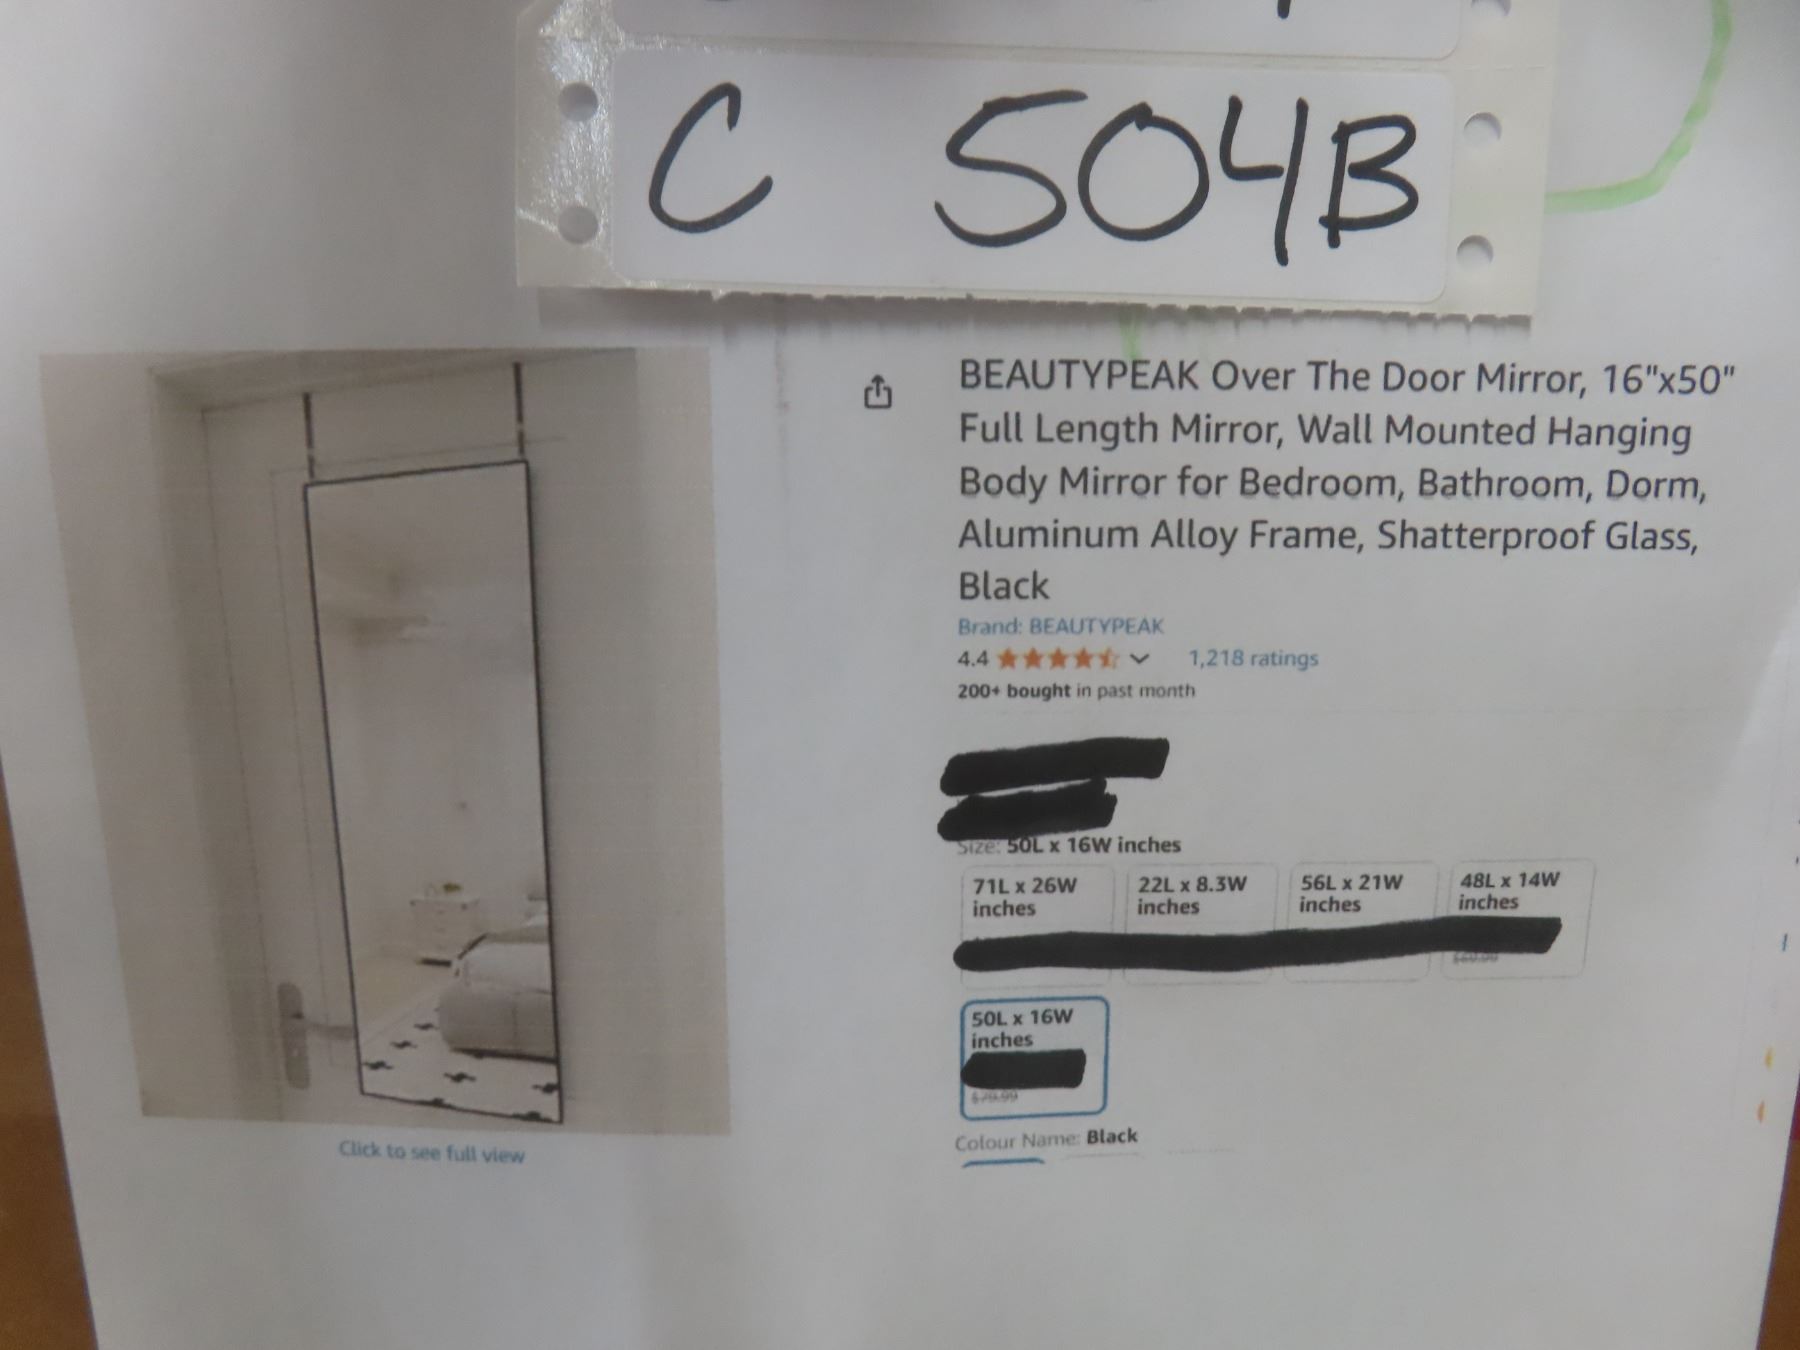 C 504B
BEAUTYPEAK Over The Door Mirror, 16"x50"
Full Length Mirror, Wall Mounted Hanging
Body Mirror for Bedroom, Bathroom, Dorm,
Aluminum Alloy Frame, Shatterproof Glass,
Black
Brand: BEAUTYPEAK
4.4 1,218 ratings
200+ bought in past month
Size: 50L x 16W inches
71L x 26W
inches
22L x 8.3W
inches
56L x 21W
inches
48L x 14W
inches
50L x 16W
inches
$79.99
Colour Name: Black
Click to see full view